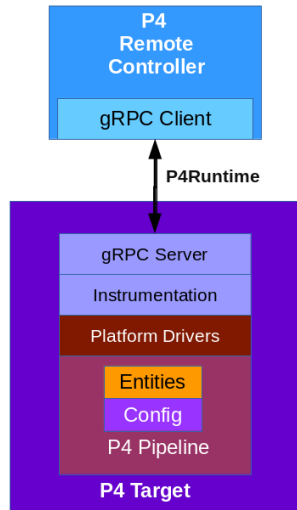 P4
Remote
Controller
gRPC Client
P4Runtime
gRPC Server
Instrumentation
Platform Drivers
Entities
Config
P4 Pipeline
P4 Target